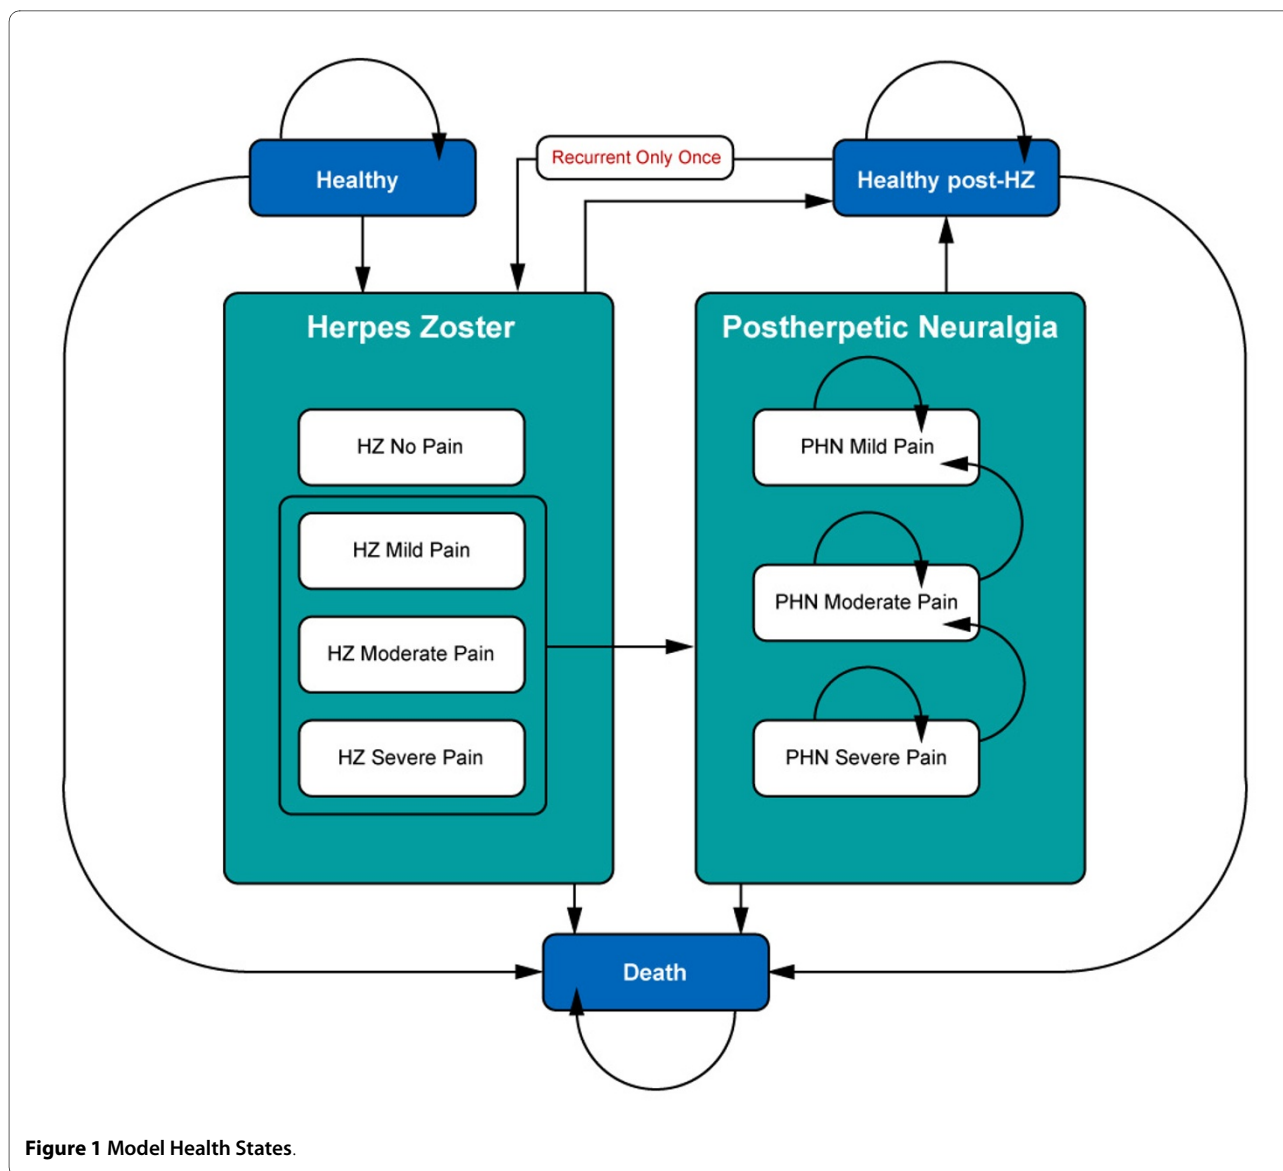 Healthy
Recurrent Only Once
Healthy post-HZ
Herpes Zoster
HZ No Pain
HZ Mild Pain
HZ Moderate Pain
HZ Severe Pain
Postherpetic Neuralgia
PHN Mild Pain
PHN Moderate Pain
PHN Severe Pain
Death
Figure 1 Model Health States.